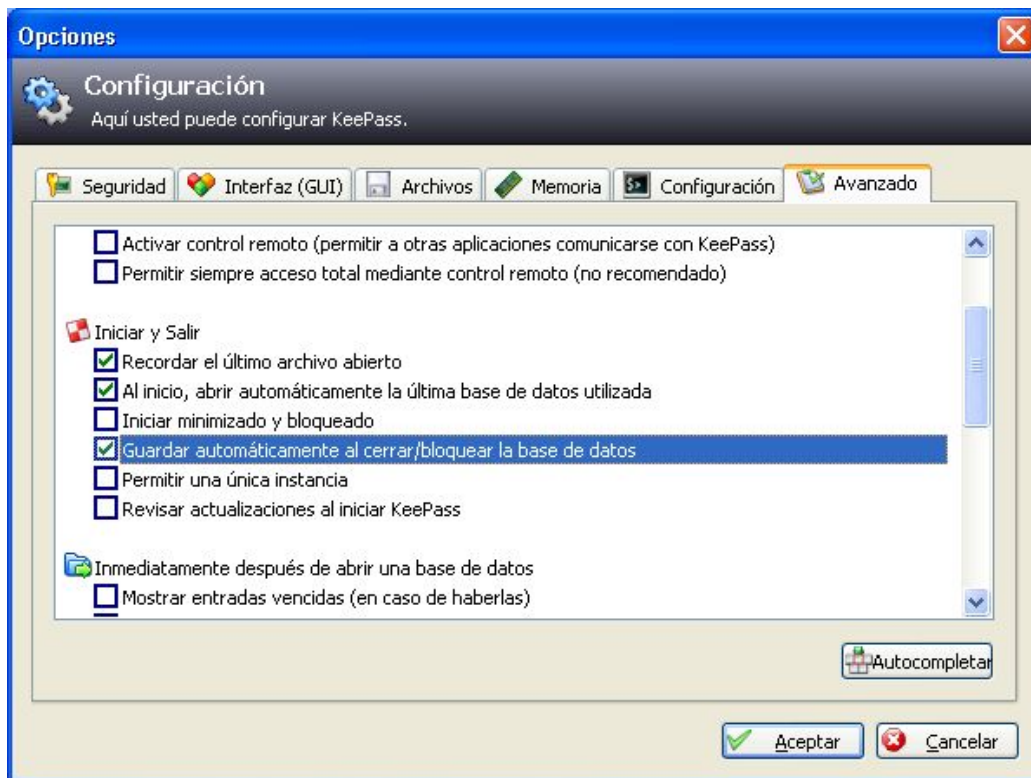 Opciones
Configuración
Aquí usted puede configurar KeePass.
Seguridad Interfaz (GUI) Archivos Memoria Configuración Avanzado
Activar control remoto (permitir a otras aplicaciones comunicarse con KeePass)
Permitir siempre acceso total mediante control remoto (no recomendado)
Iniciar y Salir
Recordar el último archivo abierto
Al inicio, abrir automáticamente la última base de datos utilizada
Iniciar minimizado y bloqueado
Guardar automáticamente al cerrar/bloquear la base de datos
Permitir una única instancia
Revisar actualizaciones al iniciar KeePass
Inmediatamente después de abrir una base de datos
Mostrar entradas vencidas (en caso de haberlas)
Autocompletar
Aceptar Cancelar